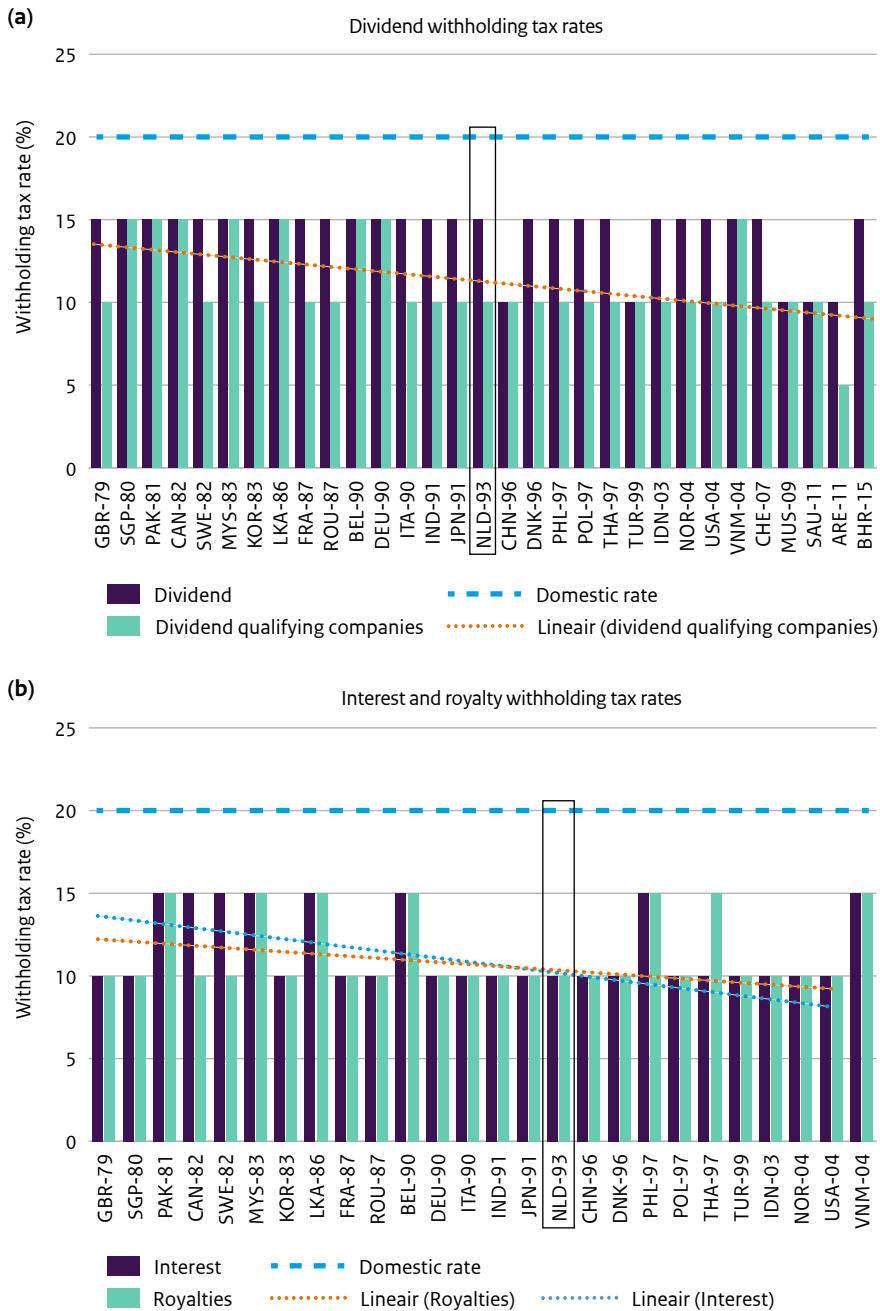 (a)
Dividend withholding tax rates
Withholding tax rate (%)
25
20
15
10
5
0
GBR-79
SGP-80
PAK-81
CAN-82
SWE-82
MYS-83
KOR-83
LKA-86
FRA-87
ROU-87
BEL-90
DEU-90
ITA-90
IND-91
JPN-91
NLD-93
CHN-96
DNK-96
PHL-97
POL-97
THA-97
TUR-99
IDN-03
NOR-04
USA-04
VNM-04
CHE-07
MUS-09
SAU-11
ARE-11
BHR-15
Dividend
Domestic rate
Dividend qualifying companies
Lineair (dividend qualifying companies)
(b)
Interest and royalty withholding tax rates
Withholding tax rate (%)
25
20
15
10
5
0
GBR-79
SGP-80
PAK-81
CAN-82
SWE-82
MYS-83
KOR-83
LKA-86
FRA-87
ROU-87
BEL-90
DEU-90
ITA-90
IND-91
JPN-91
NLD-93
CHN-96
DNK-96
PHL-97
POL-97
THA-97
TUR-99
IDN-03
NOR-04
USA-04
VNM-04
Interest
Domestic rate
Royalties
Lineair (Royalties)
Lineair (Interest)